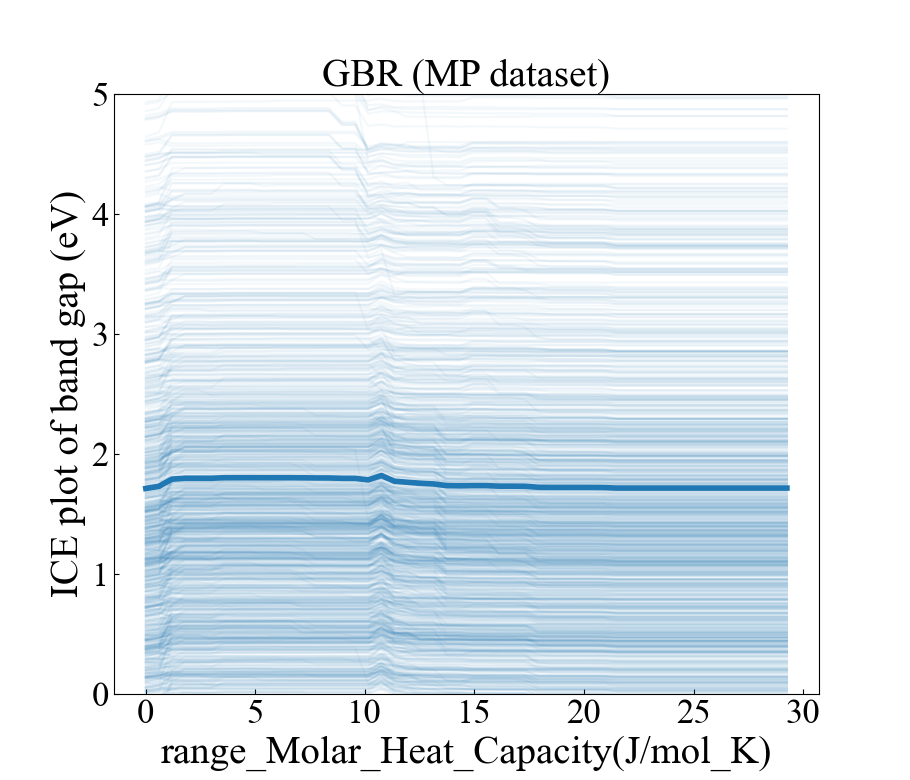 GBR (MP dataset)
ICE plot of band gap (eV)
5
4
3
2
1
0
0 5 10 15 20 25 30
range_Molar_Heat_Capacity(J/mol_K)